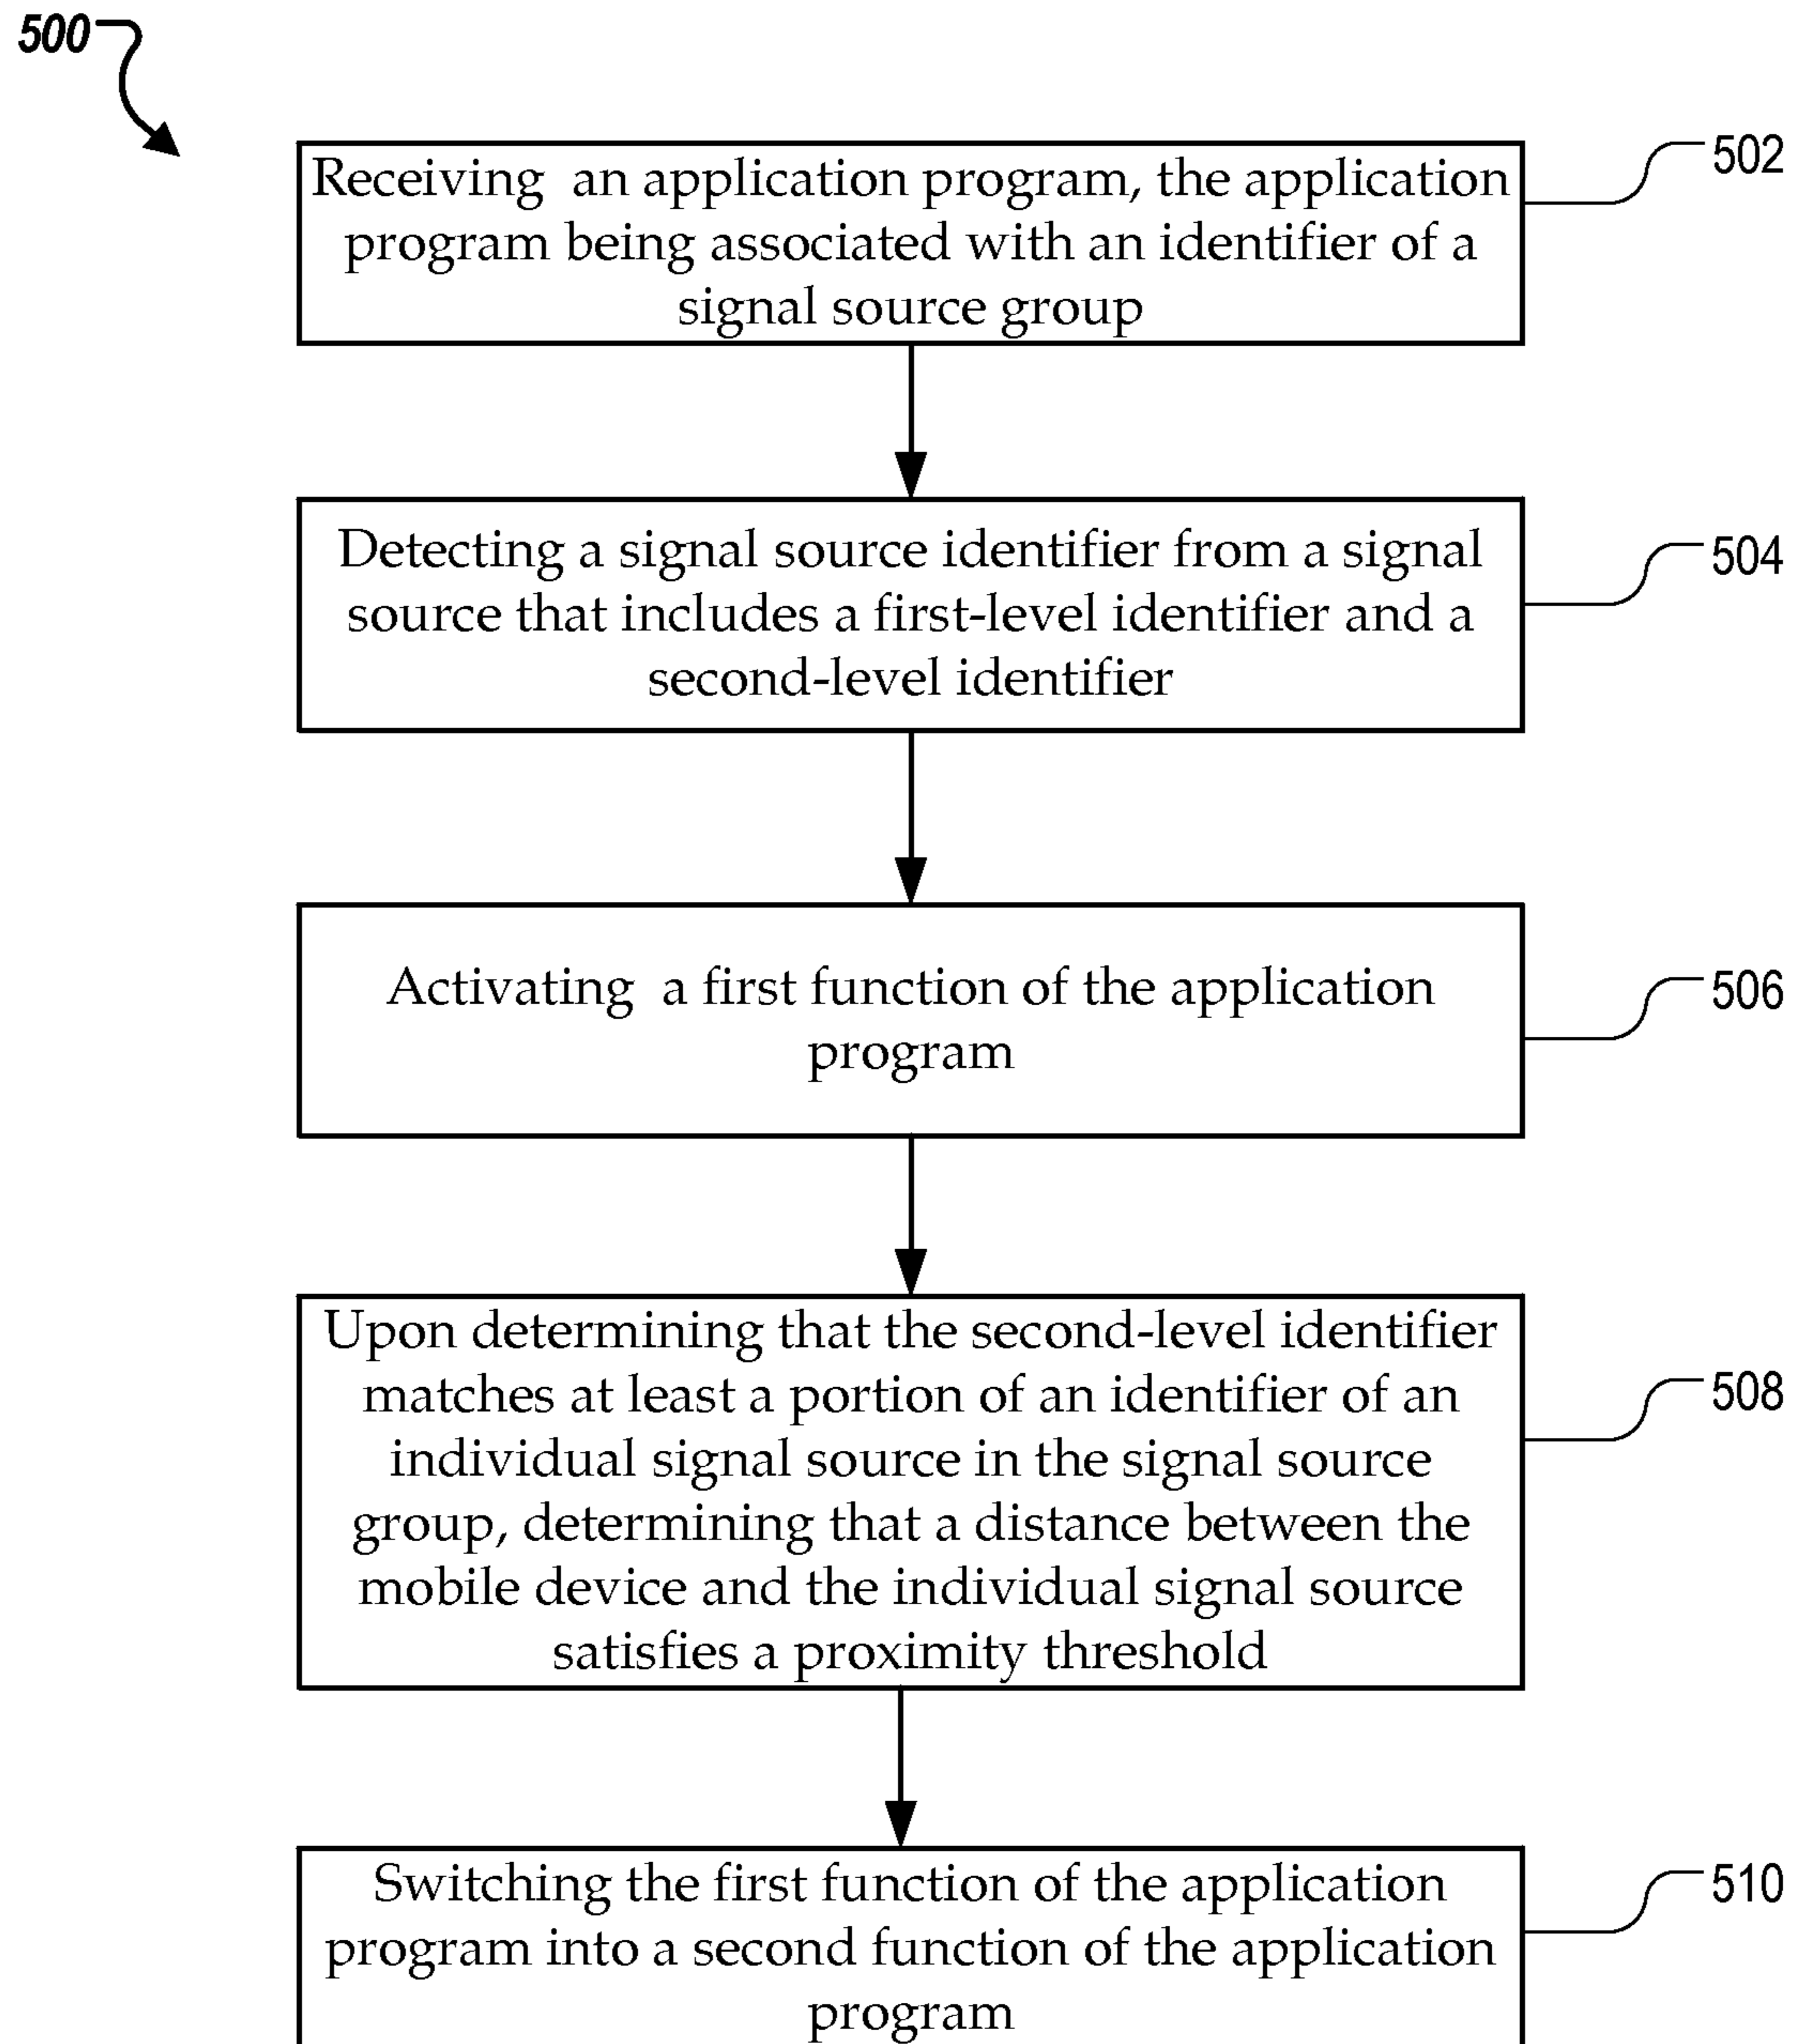 500
Receiving an application program, the application
program being associated with an identifier of a
signal source group
502
Detecting a signal source identifier from a signal
source that includes a first-level identifier and a
second-level identifier
504
Activating a first function of the application
program
506
Upon determining that the second-level identifier
matches at least a portion of an identifier of an
individual signal source in the signal source
group, determining that a distance between the
mobile device and the individual signal source
satisfies a proximity threshold
508
Switching the first function of the application
program into a second function of the application
program
510